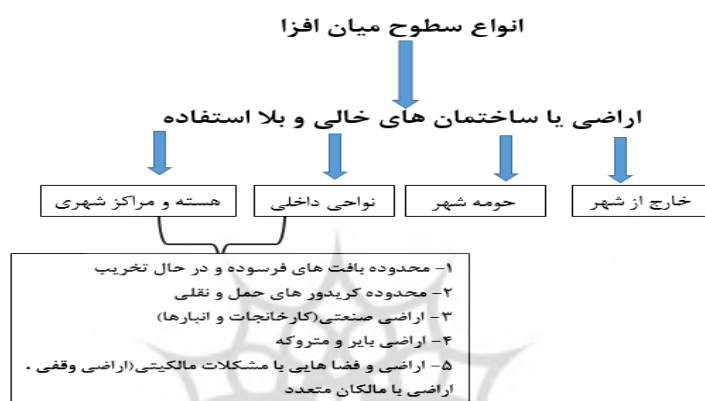 انواع سطوح میان افزا
اراضی یا ساختمان های خالی و بلا استفاده
خارج از شهر
حومه شهر
نواحی داخلی
هسته و مراکز شهری
۱- محدوده بافت های فرسوده و در حال تخریب
۲- محدوده کریدور های حمل و نقلی
۳- اراضی صنعتی(کارخانجات و انبارها)
۴- اراضی بایر و متروکه
۵- اراضی و فضا هایی با مشکلات مالکیتی(اراضی وقفی .
اراضی با مالکان متعدد